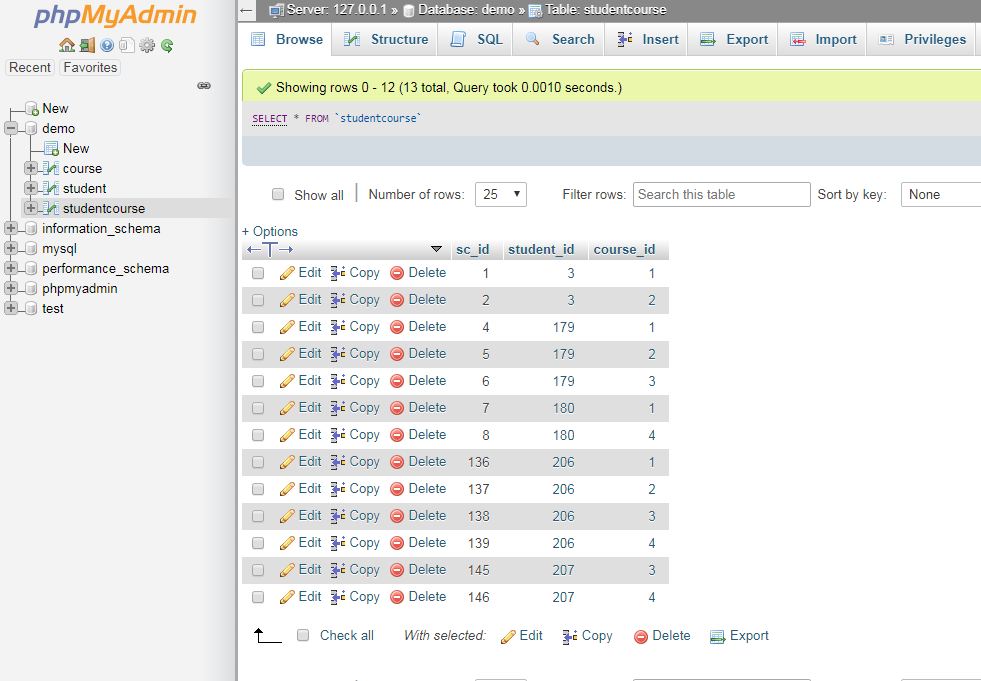 phpMyAdmin
Recent Favorites
New
demo
New
course
student
studentcourse
information_schema
mysql
performance_schema
phpmyadmin
test
Server: 127.0.0.1 » Database: demo » Table: studentcourse
Browse Structure SQL Search Insert Export Import Privileges
Showing rows 0 - 12 (13 total, Query took 0.0010 seconds.)
SELECT * FROM `studentcourse`
Show all Number of rows: 25 Filter rows: Search this table Sort by key: None
+ Options
sc_id student_id course_id
Edit Copy Delete 1 3 1
Edit Copy Delete 2 3 2
Edit Copy Delete 4 179 1
Edit Copy Delete 5 179 2
Edit Copy Delete 6 179 3
Edit Copy Delete 7 180 1
Edit Copy Delete 8 180 4
Edit Copy Delete 136 206 1
Edit Copy Delete 137 206 2
Edit Copy Delete 138 206 3
Edit Copy Delete 139 206 4
Edit Copy Delete 145 207 3
Edit Copy Delete 146 207 4
Check all With selected: Edit Copy Delete Export